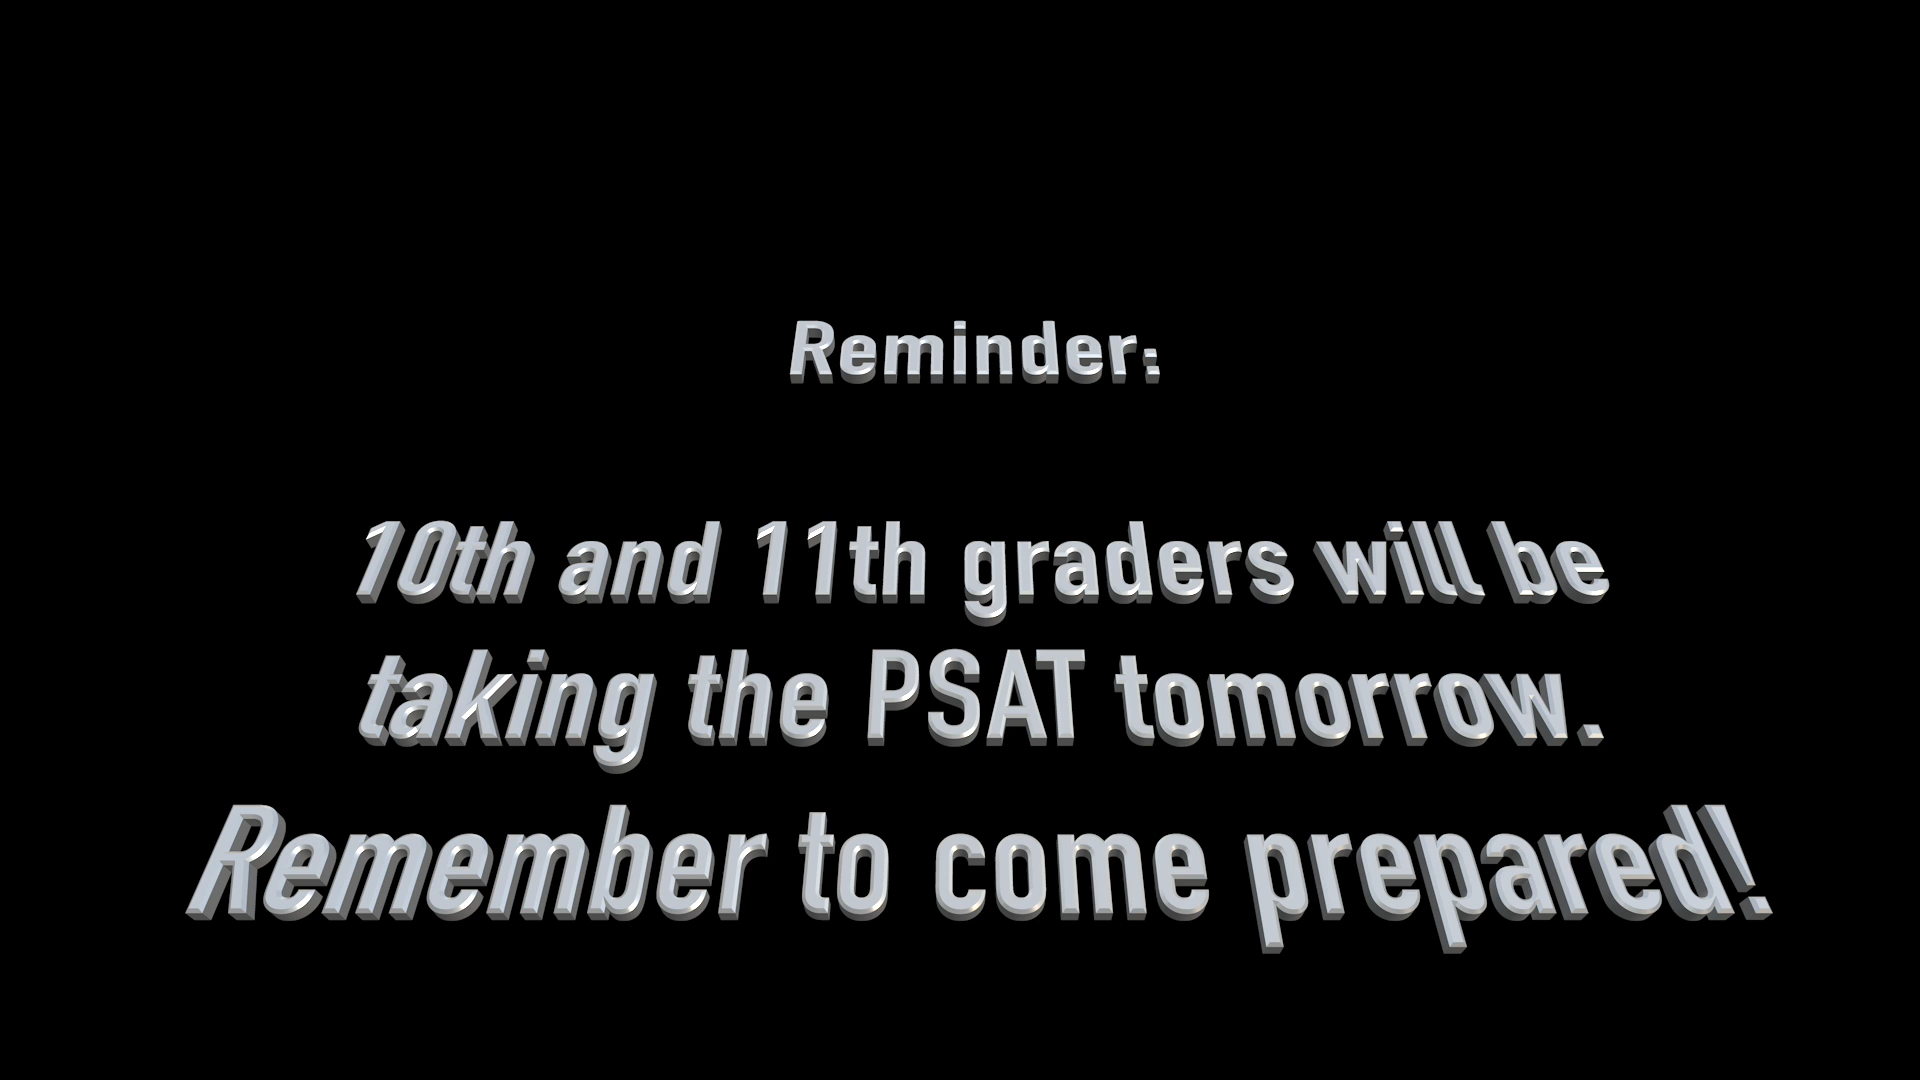 Reminder:
10th and 11th graders will be
taking the PSAT tomorrow.
Remember to come prepared!